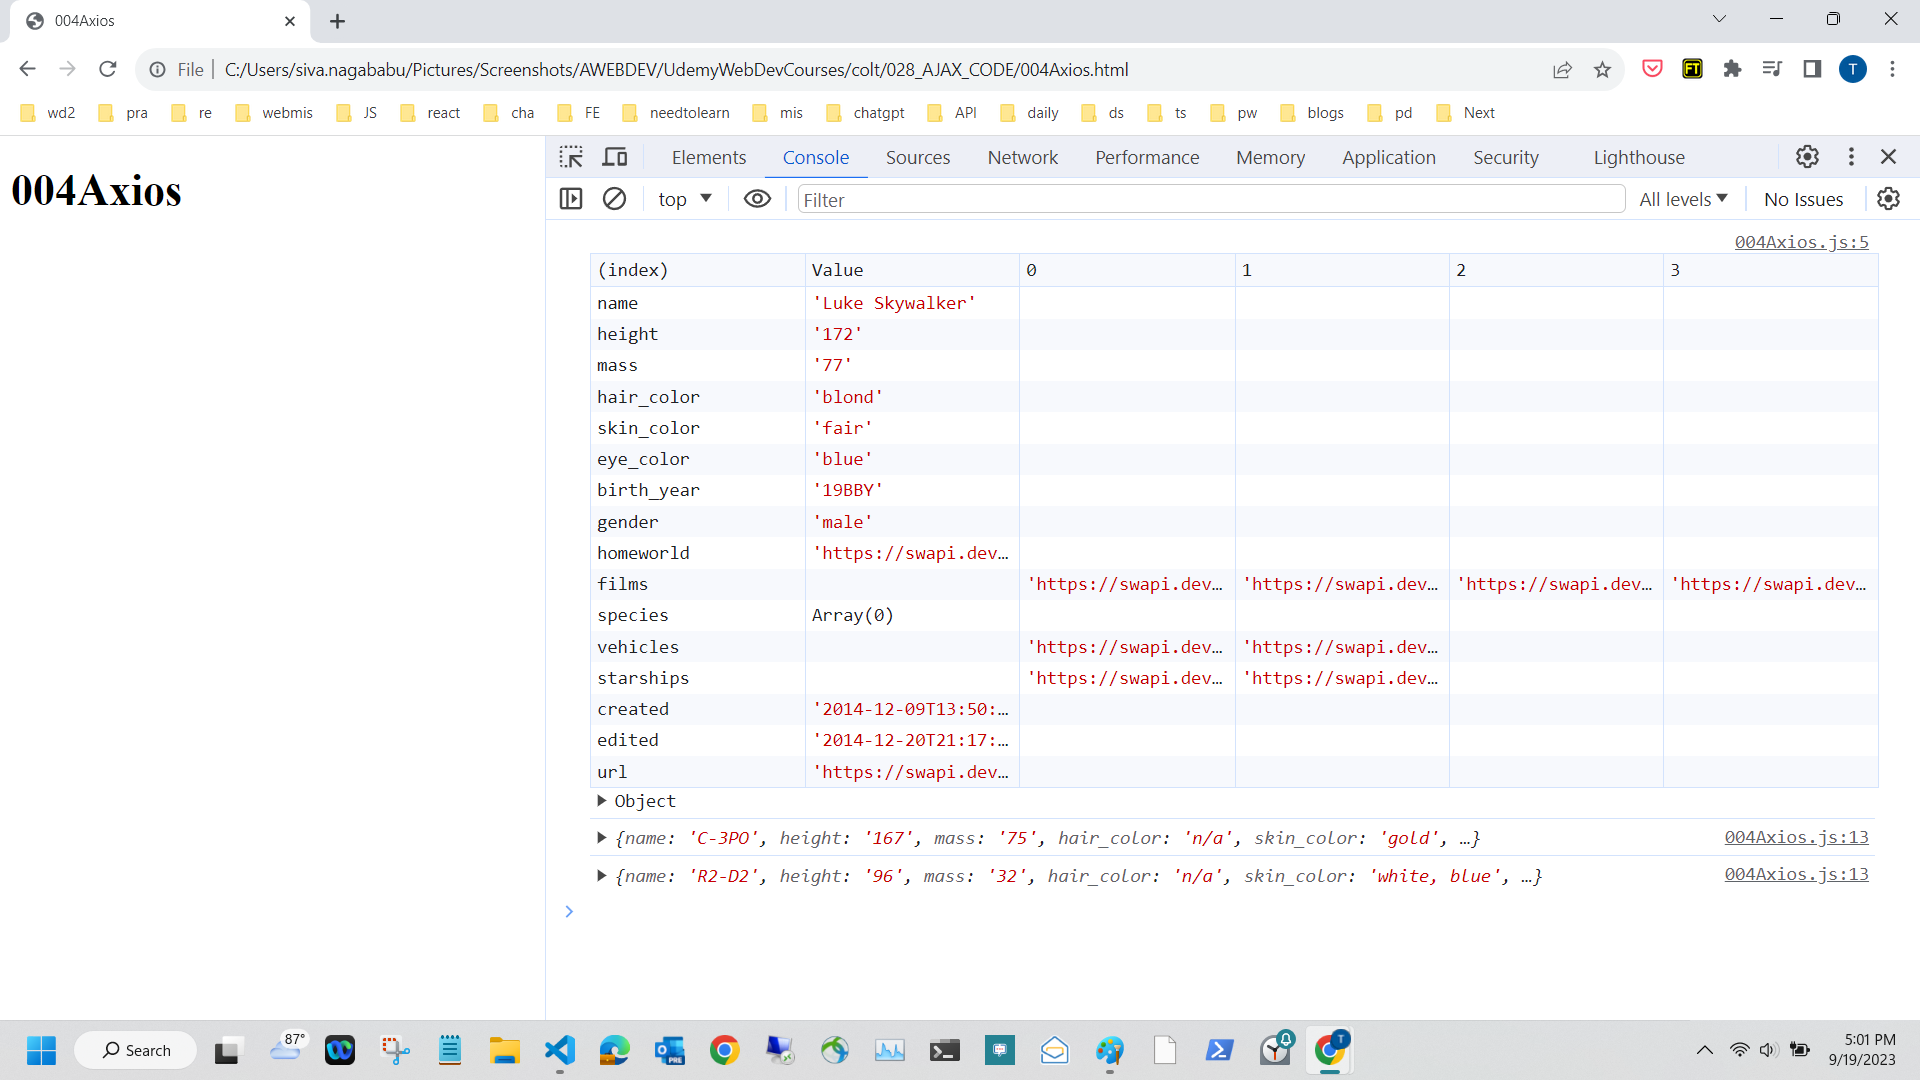 004Axios
File | C:/Users/siva.nagababu/Pictures/Screenshots/AWEBDEV/UdemyWebDevCourses/colt/028_AJAX_CODE/004Axios.html
FT
T
wd2 pra re webmis JS react cha FE needtolearn mis chatgpt API daily ds ts pw blogs pd Next
004Axios
Elements Console Sources Network Performance Memory Application Security Lighthouse
top Filter All levels No Issues
004Axios.js:5
(index) Value 0 1 2 3
name 'Luke Skywalker'
height '172'
mass '77'
hair_color 'blond'
skin_color 'fair'
eye_color 'blue'
birth_year '19BBY'
gender 'male'
homeworld 'https://swapi.dev…
films 'https://swapi.dev… 'https://swapi.dev… 'https://swapi.dev… 'https://swapi.dev…
species Array(0)
vehicles 'https://swapi.dev… 'https://swapi.dev…
starships 'https://swapi.dev… 'https://swapi.dev…
created '2014-12-09T13:50:…
edited '2014-12-20T21:17:…
url 'https://swapi.dev…
Object
{name: 'C-3PO', height: '167', mass: '75', hair_color: 'n/a', skin_color: 'gold', …} 004Axios.js:13
{name: 'R2-D2', height: '96', mass: '32', hair_color: 'n/a', skin_color: 'white, blue', …} 004Axios.js:13
Search
87°
PRE
T
5:01 PM
9/19/2023